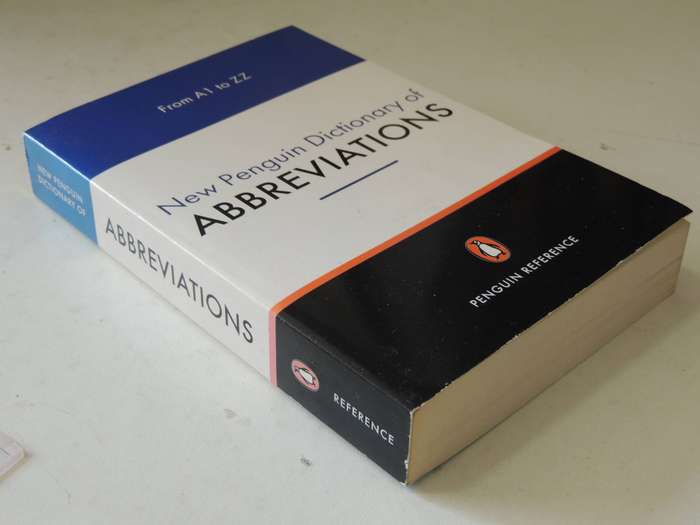 From A1 to ZZ
New Penguin Dictionary of
ABBREVIATIONS
PENGUIN REFERENCE
NEW PENGUIN
DICTIONARY OF
ABBREVIATIONS
REFERENCE